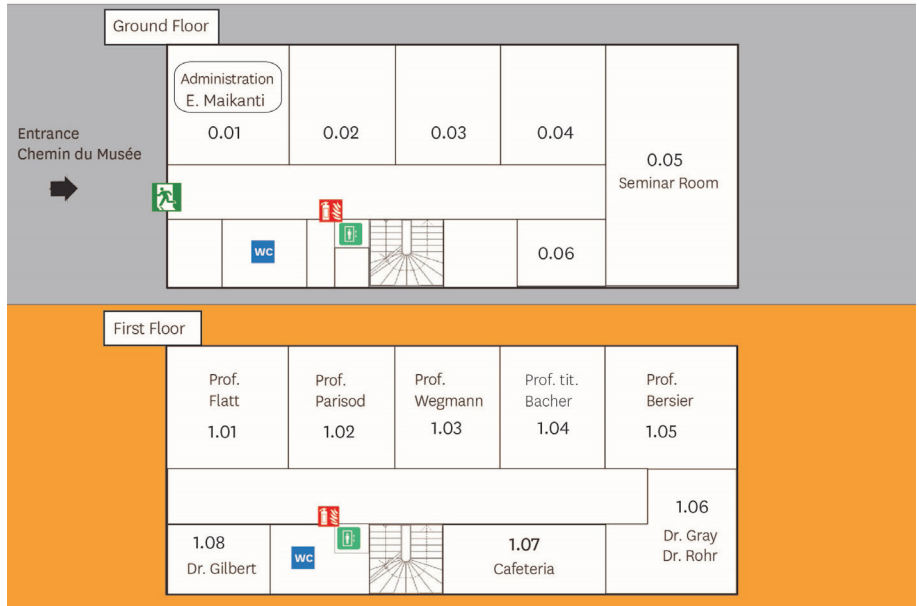 Ground Floor
Administration
E. Maikanti
0.01
0.02
0.03
0.04
0.05
Seminar Room
Entrance
Chemin du Musée
WC
0.06
First Floor
Prof.
Flatt
1.01
Prof.
Parisod
1.02
Prof.
Wegmann
1.03
Prof. tit.
Bacher
1.04
Prof.
Bersier
1.05
1.06
Dr. Gray
Dr. Rohr
1.08
Dr. Gilbert
WC
1.07
Cafeteria